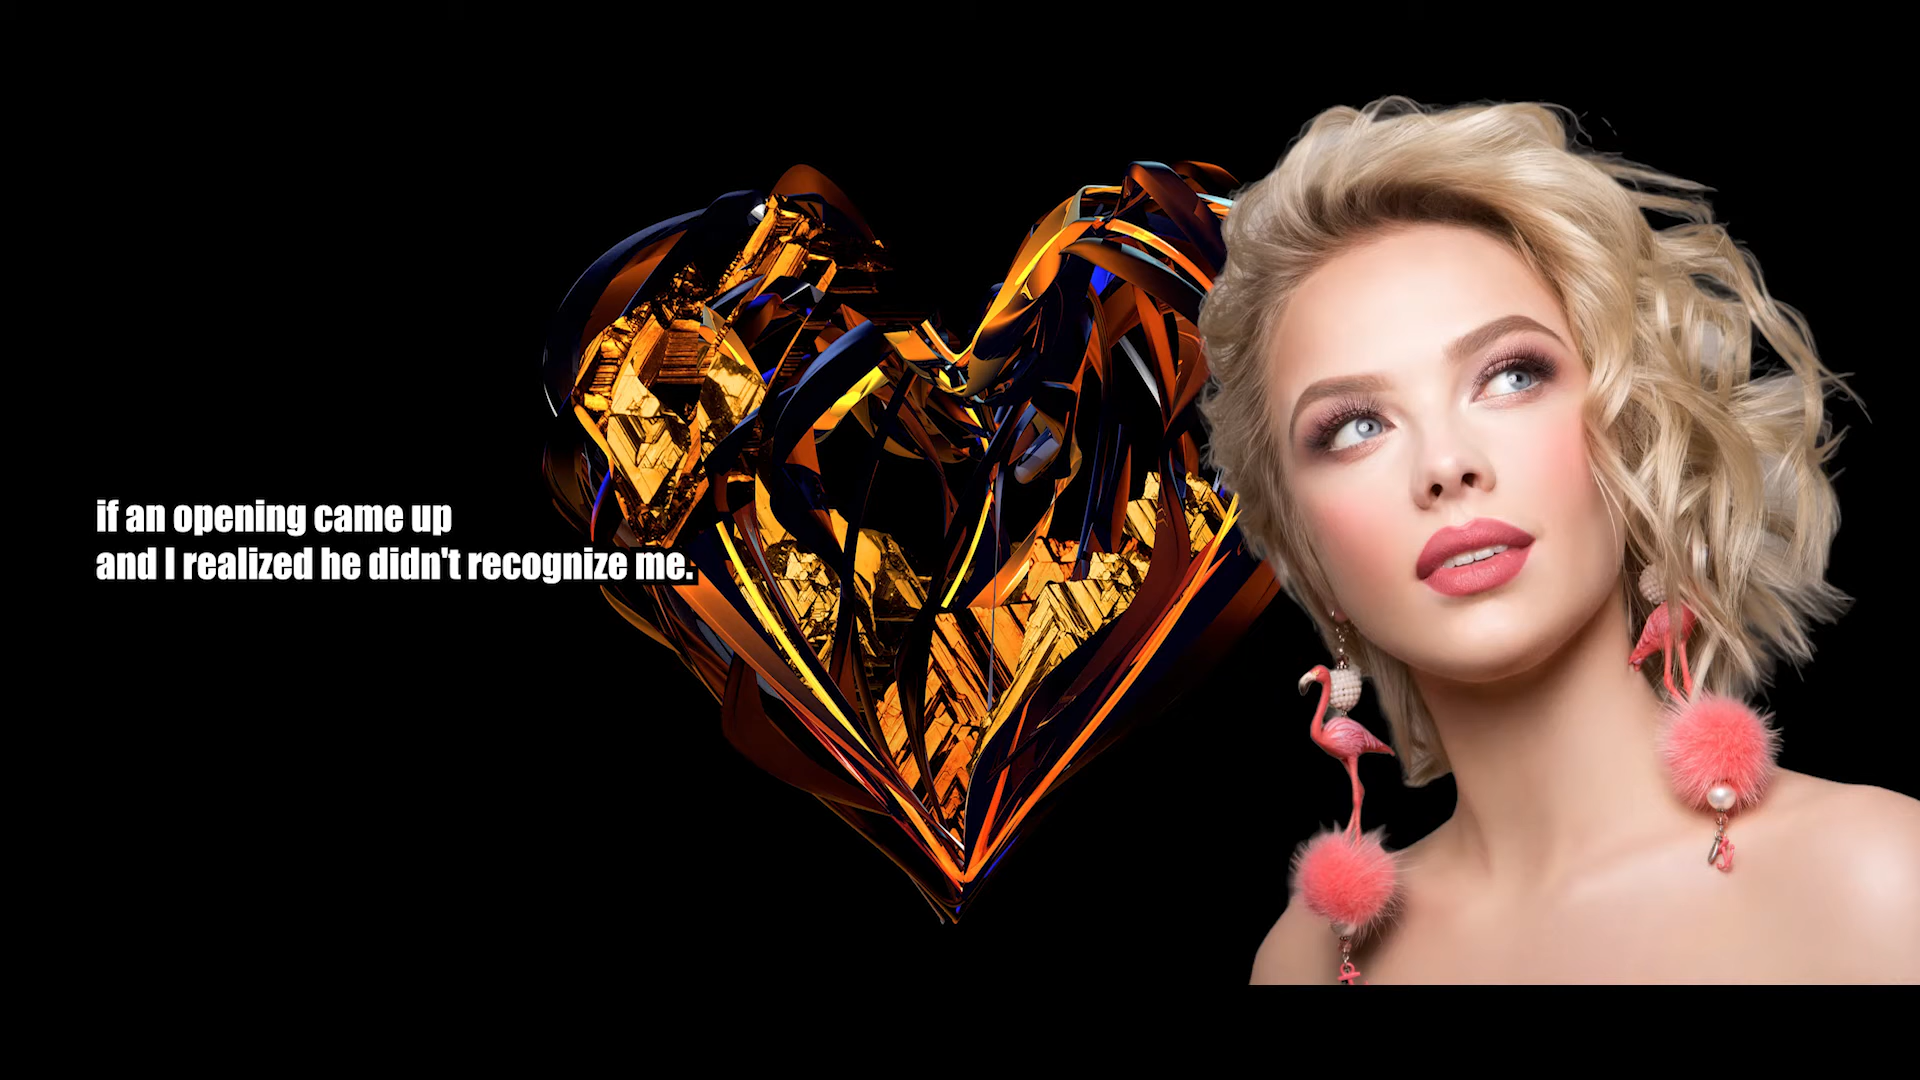 if an opening came up
and I realized he didn't recognize me.